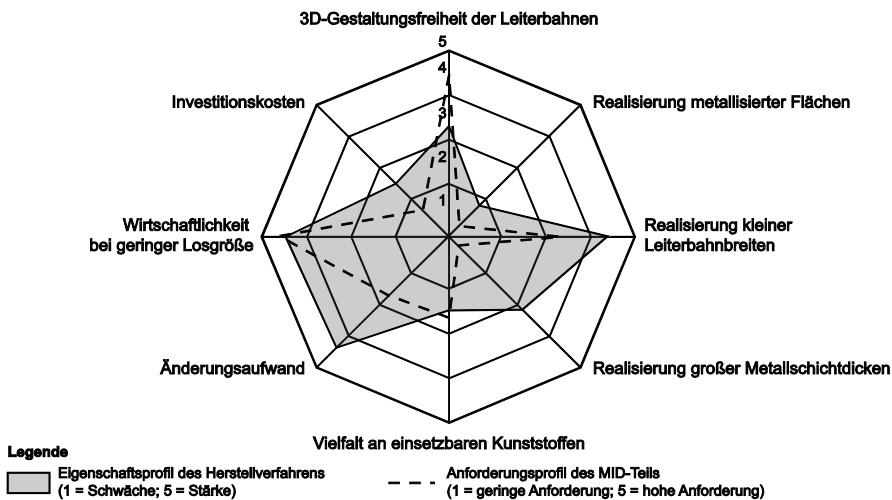 3D-Gestaltungsfreiheit der Leiterbahnen
5
4
3
2
1
Investitionskosten
Realisierung metallisierter Flächen
Wirtschaftlichkeit
bei geringer Losgröße
Realisierung kleiner
Leiterbahnbreiten
Änderungsaufwand
Realisierung großer Metallschichtdicken
Vielfalt an einsetzbaren Kunststoffen
Legende
Eigenschaftsprofil des Herstellverfahrens
(1 = Schwäche; 5 = Stärke)
Anforderungsprofil des MID-Teils
(1 = geringe Anforderung; 5 = hohe Anforderung)